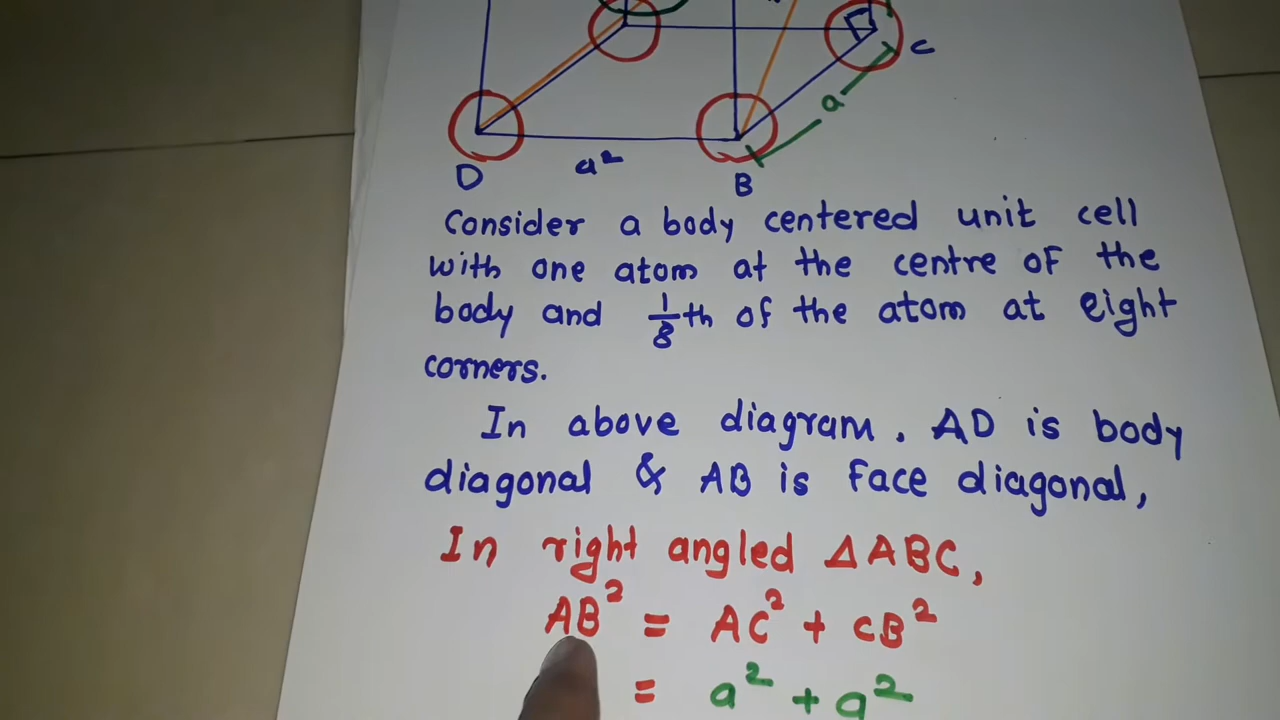 C
a
D
a²
B
Consider a body centered unit cell
with one atom at the centre of the
body and 1/8 th of the atom at eight
corners.
In above diagram, AD is body
diagonal & AB is face diagonal,
In right angled ΔABC,
AB² = AC² + CB²
= a² + a²